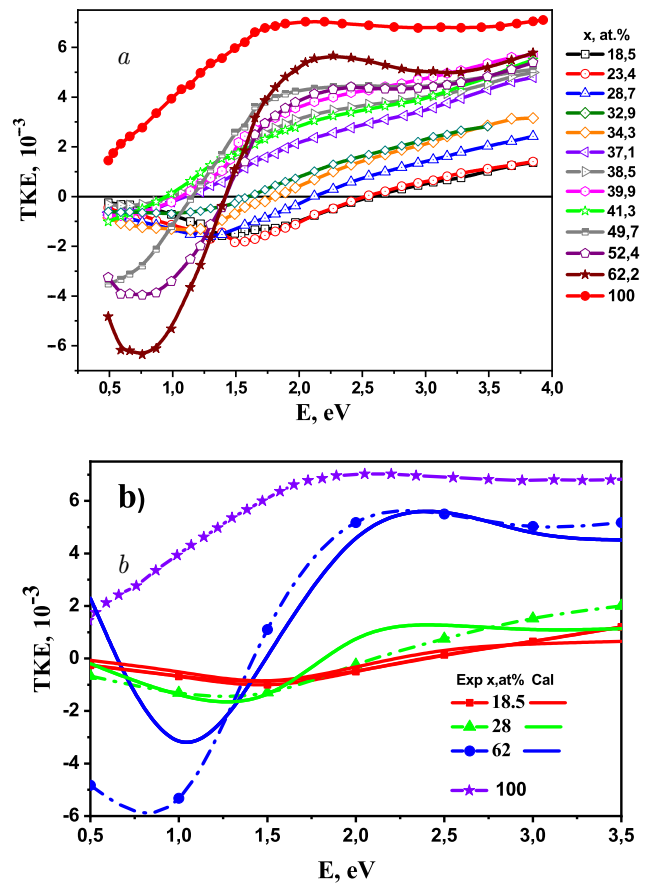 a
TKE, 10⁻³
6
4
2
0
−2
−4
−6
0,5 1,0 1,5 2,0 2,5 3,0 3,5 4,0
E, eV
x, at.%
18,5
23,4
28,7
32,9
34,3
37,1
38,5
39,9
41,3
49,7
52,4
62,2
100
b)
b
TKE, 10⁻³
6
4
2
0
-2
-4
-6
0,5 1,0 1,5 2,0 2,5 3,0 3,5
E, eV
Exp x,at% Cal
18.5
28
62
100